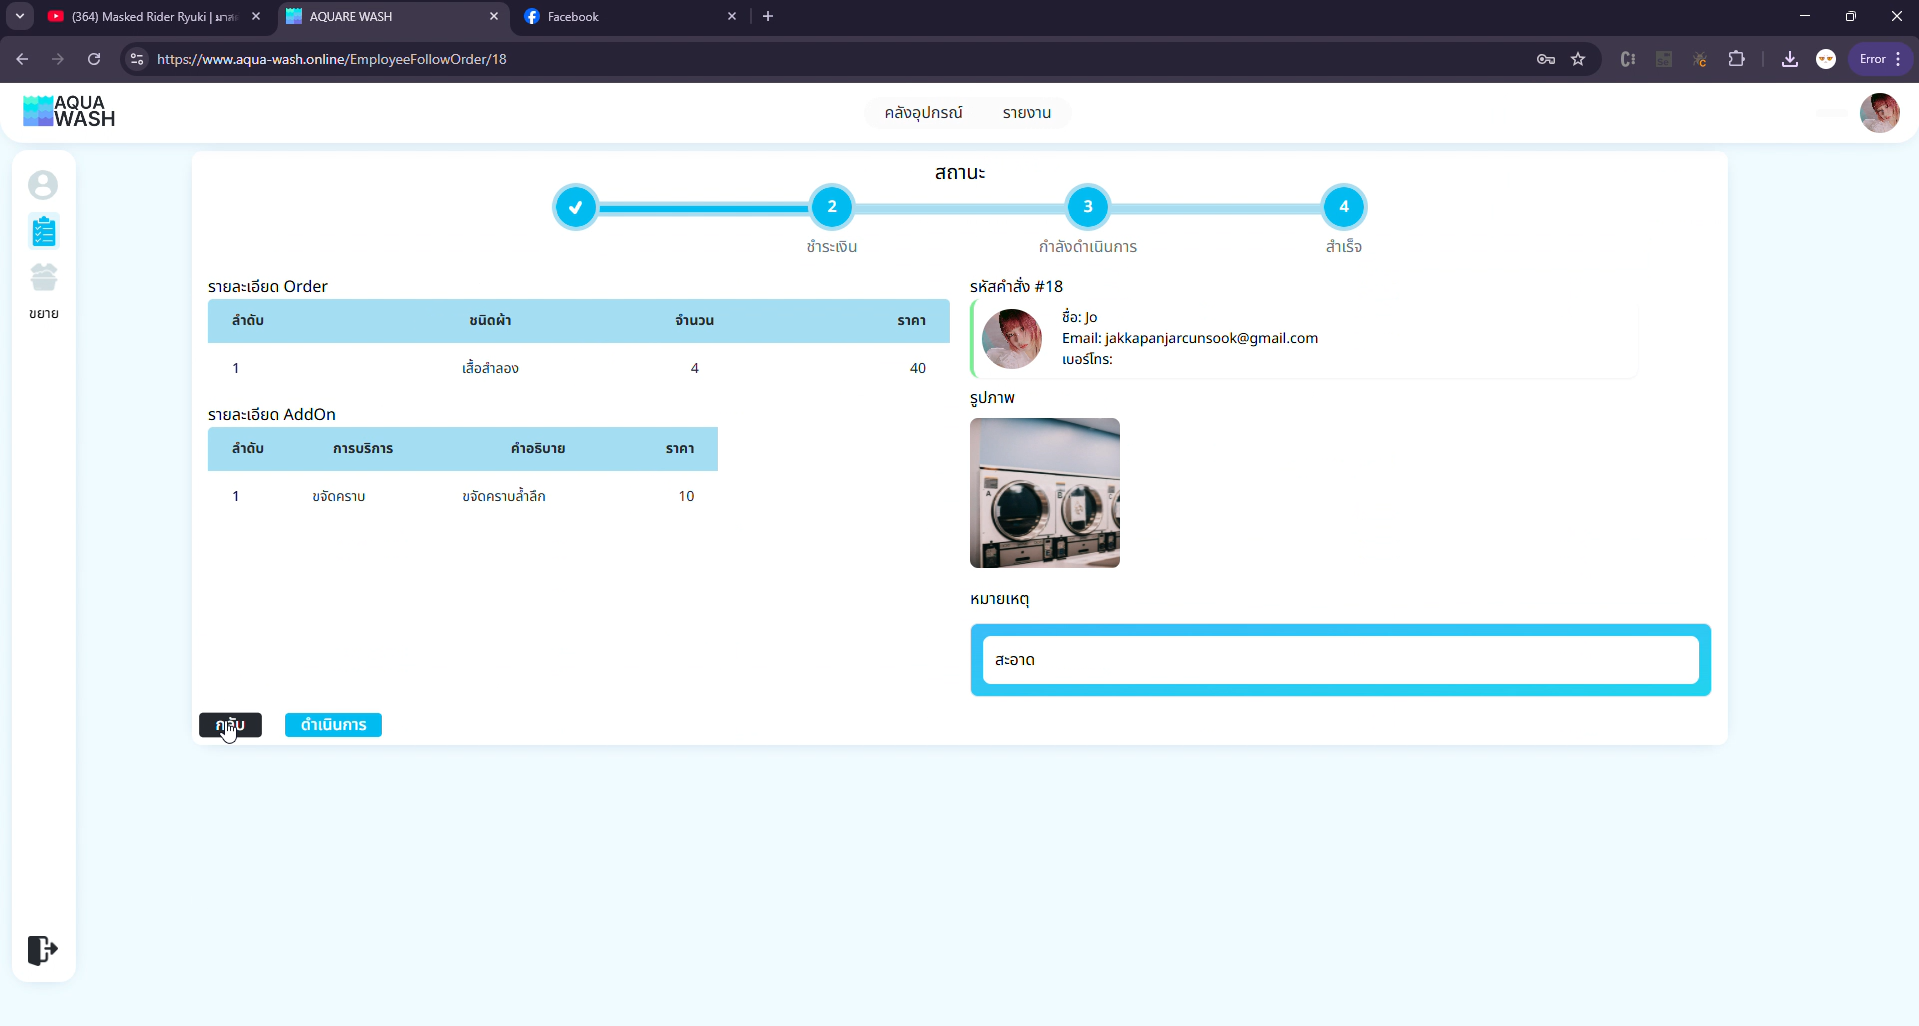 (364) Masked Rider Ryuki | มาสค
AQUARE WASH
Facebook
https://www.aqua-wash.online/EmployeeFollowOrder/18
Error
AQUA
WASH
คลังอุปกรณ์
รายงาน
ขยาย
สถานะ
2
3
4
ชำระเงิน
กำลังดำเนินการ
สำเร็จ
รายละเอียด Order
ลำดับ ชนิดผ้า จำนวน ราคา
1 เสื้อสำลอง 4 40
รายละเอียด AddOn
ลำดับ การบริการ คำอธิบาย ราคา
1 ขจัดคราบ ขจัดคราบล้ำลึก 10
รหัสคำสั่ง #18
ชื่อ: Jo
Email: jakkapanjarcunsook@gmail.com
เบอร์โทร:
รูปภาพ
A
B
หมายเหตุ
สะอาด
กลับ
ดำเนินการ